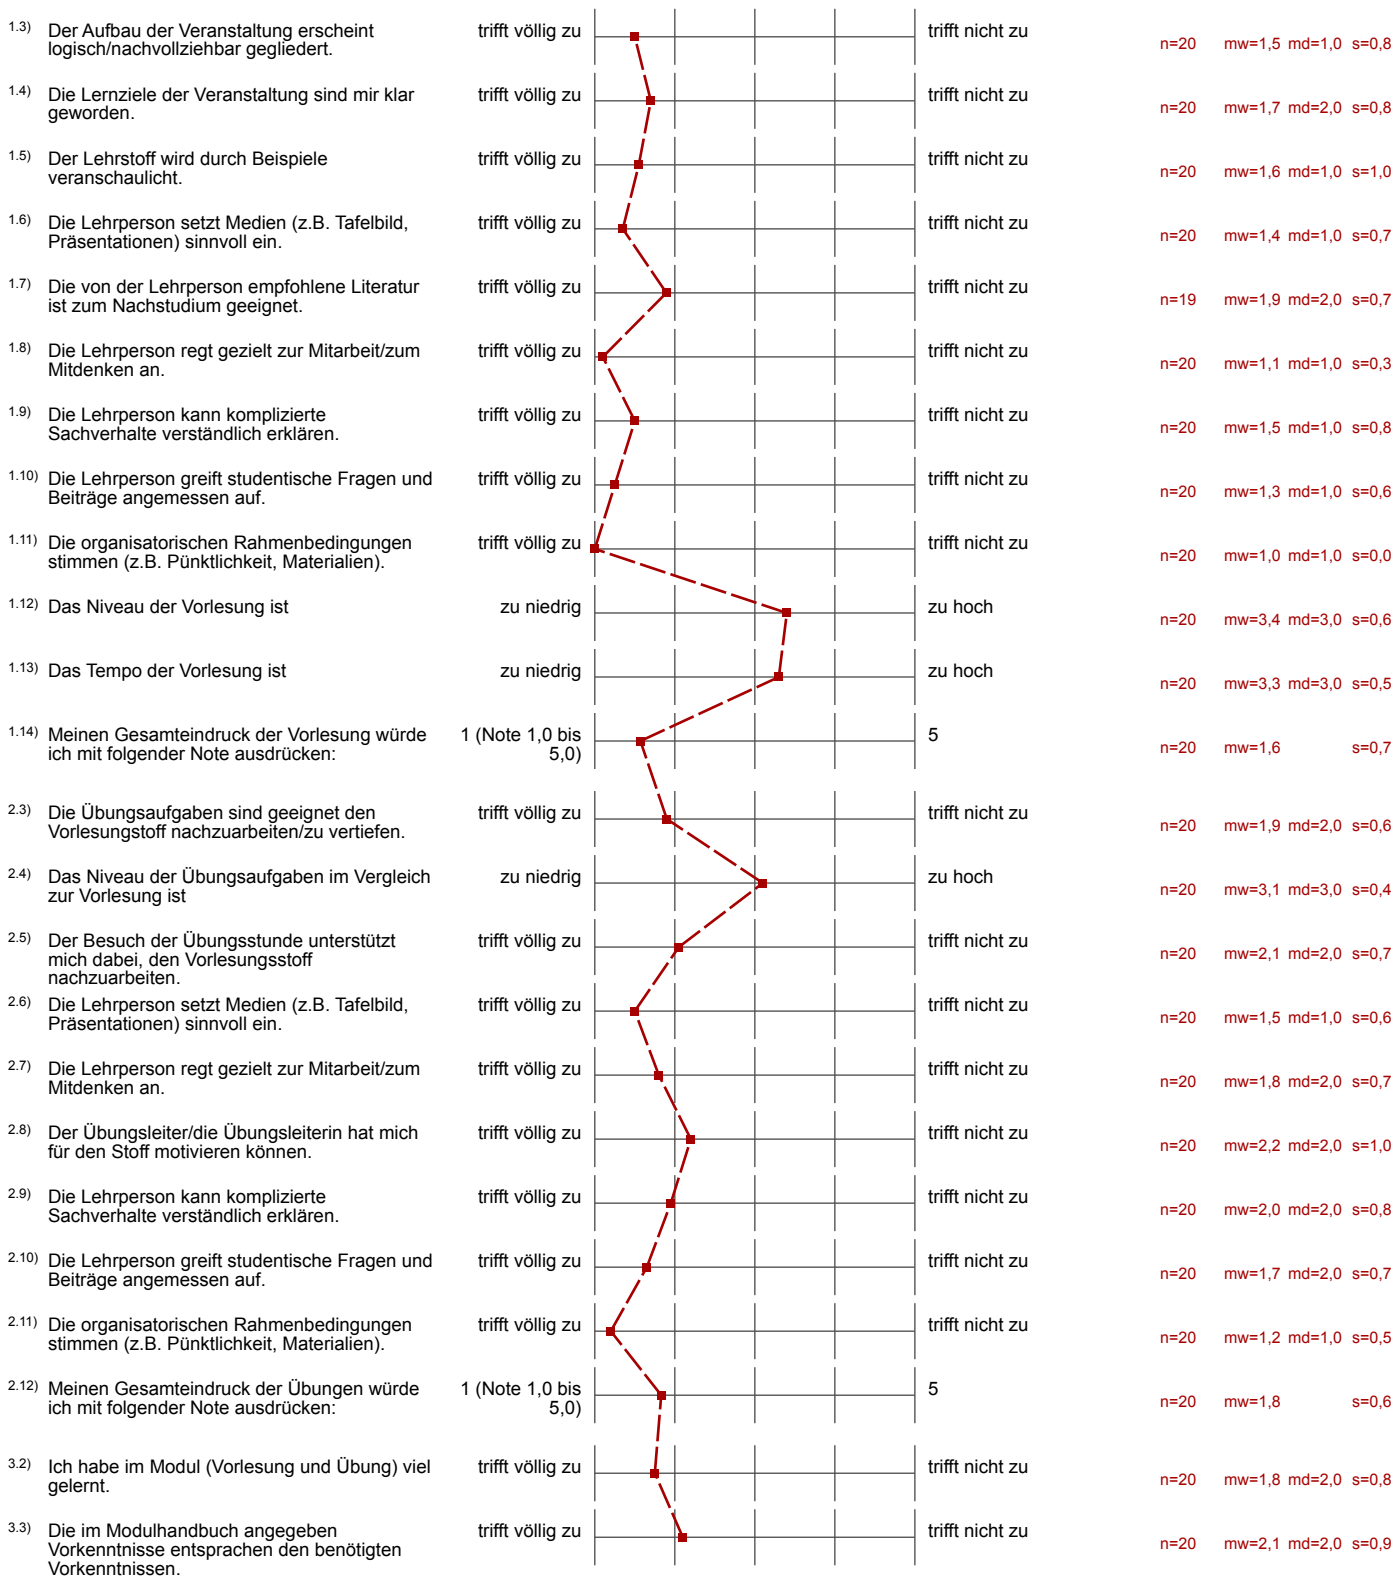 1.3) Der Aufbau der Veranstaltung erscheint trifft völlig zu trifft nicht zu
logisch/nachvollziehbar gegliedert.
n=20 mw=1,5 md=1,0 s=0,8
1.4) Die Lernziele der Veranstaltung sind mir klar trifft völlig zu trifft nicht zu
geworden.
n=20 mw=1,7 md=2,0 s=0,8
1.5) Der Lehrstoff wird durch Beispiele trifft völlig zu trifft nicht zu
veranschaulicht.
n=20 mw=1,6 md=1,0 s=1,0
1.6) Die Lehrperson setzt Medien (z.B. Tafelbild, trifft völlig zu trifft nicht zu
Präsentationen) sinnvoll ein.
n=20 mw=1,4 md=1,0 s=0,7
1.7) Die von der Lehrperson empfohlene Literatur trifft völlig zu trifft nicht zu
ist zum Nachstudium geeignet.
n=19 mw=1,9 md=2,0 s=0,7
1.8) Die Lehrperson regt gezielt zur Mitarbeit/zum trifft völlig zu trifft nicht zu
Mitdenken an.
n=20 mw=1,1 md=1,0 s=0,3
1.9) Die Lehrperson kann komplizierte trifft völlig zu trifft nicht zu
Sachverhalte verständlich erklären.
n=20 mw=1,5 md=1,0 s=0,8
1.10) Die Lehrperson greift studentische Fragen und trifft völlig zu trifft nicht zu
Beiträge angemessen auf.
n=20 mw=1,3 md=1,0 s=0,6
1.11) Die organisatorischen Rahmenbedingungen trifft völlig zu trifft nicht zu
stimmen (z.B. Pünktlichkeit, Materialien).
n=20 mw=1,0 md=1,0 s=0,0
1.12) Das Niveau der Vorlesung ist zu niedrig zu hoch
n=20 mw=3,4 md=3,0 s=0,6
1.13) Das Tempo der Vorlesung ist zu niedrig zu hoch
n=20 mw=3,3 md=3,0 s=0,5
1.14) Meinen Gesamteindruck der Vorlesung würde 1 (Note 1,0 bis 5
ich mit folgender Note ausdrücken: 5,0)
n=20 mw=1,6 s=0,7
2.3) Die Übungsaufgaben sind geeignet den trifft völlig zu trifft nicht zu
Vorlesungstoff nachzuarbeiten/zu vertiefen.
n=20 mw=1,9 md=2,0 s=0,6
2.4) Das Niveau der Übungsaufgaben im Vergleich zu niedrig zu hoch
zur Vorlesung ist
n=20 mw=3,1 md=3,0 s=0,4
2.5) Der Besuch der Übungsstunde unterstützt trifft völlig zu trifft nicht zu
mich dabei, den Vorlesungsstoff
n=20 mw=2,1 md=2,0 s=0,7
nachzuarbeiten.
2.6) Die Lehrperson setzt Medien (z.B. Tafelbild, trifft völlig zu trifft nicht zu
Präsentationen) sinnvoll ein.
n=20 mw=1,5 md=1,0 s=0,6
2.7) Die Lehrperson regt gezielt zur Mitarbeit/zum trifft völlig zu trifft nicht zu
Mitdenken an.
n=20 mw=1,8 md=2,0 s=0,7
2.8) Der Übungsleiter/die Übungsleiterin hat mich trifft völlig zu trifft nicht zu
für den Stoff motivieren können.
n=20 mw=2,2 md=2,0 s=1,0
2.9) Die Lehrperson kann komplizierte trifft völlig zu trifft nicht zu
Sachverhalte verständlich erklären.
n=20 mw=2,0 md=2,0 s=0,8
2.10) Die Lehrperson greift studentische Fragen und trifft völlig zu trifft nicht zu
Beiträge angemessen auf.
n=20 mw=1,7 md=2,0 s=0,7
2.11) Die organisatorischen Rahmenbedingungen trifft völlig zu trifft nicht zu
stimmen (z.B. Pünktlichkeit, Materialien).
n=20 mw=1,2 md=1,0 s=0,5
2.12) Meinen Gesamteindruck der Übungen würde 1 (Note 1,0 bis 5
ich mit folgender Note ausdrücken: 5,0)
n=20 mw=1,8 s=0,6
3.2) Ich habe im Modul (Vorlesung und Übung) viel trifft völlig zu trifft nicht zu
gelernt.
n=20 mw=1,8 md=2,0 s=0,8
3.3) Die im Modulhandbuch angegeben trifft völlig zu trifft nicht zu
Vorkenntnisse entsprachen den benötigten
n=20 mw=2,1 md=2,0 s=0,9
Vorkenntnissen.